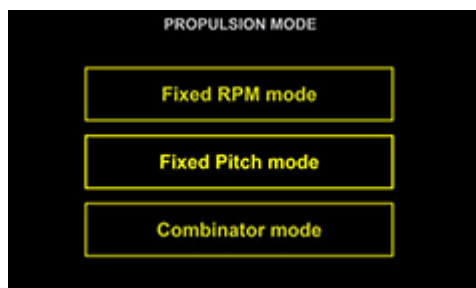 PROPULSION MODE
Fixed RPM mode
Fixed Pitch mode
Combinator mode